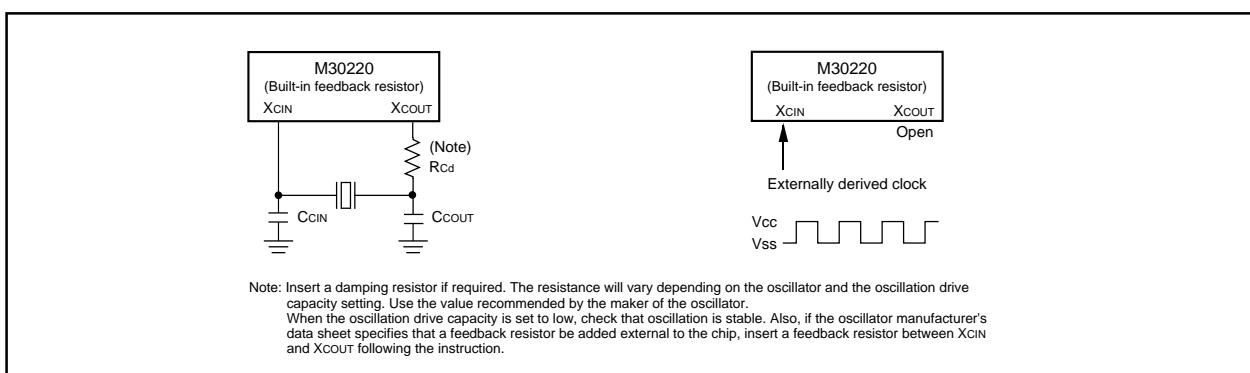 M30220
(Built-in feedback resistor)
XCIN XCOUT
(Note)
RCd
CCIN CCOUT
M30220
(Built-in feedback resistor)
XCIN XCOUT
Open
Externally derived clock
Vcc
Vss
Note: Insert a damping resistor if required. The resistance will vary depending on the oscillator and the oscillation drive
capacity setting. Use the value recommended by the maker of the oscillator.
When the oscillation drive capacity is set to low, check that oscillation is stable. Also, if the oscillator manufacturer's
data sheet specifies that a feedback resistor be added external to the chip, insert a feedback resistor between XCIN
and XCOUT following the instruction.